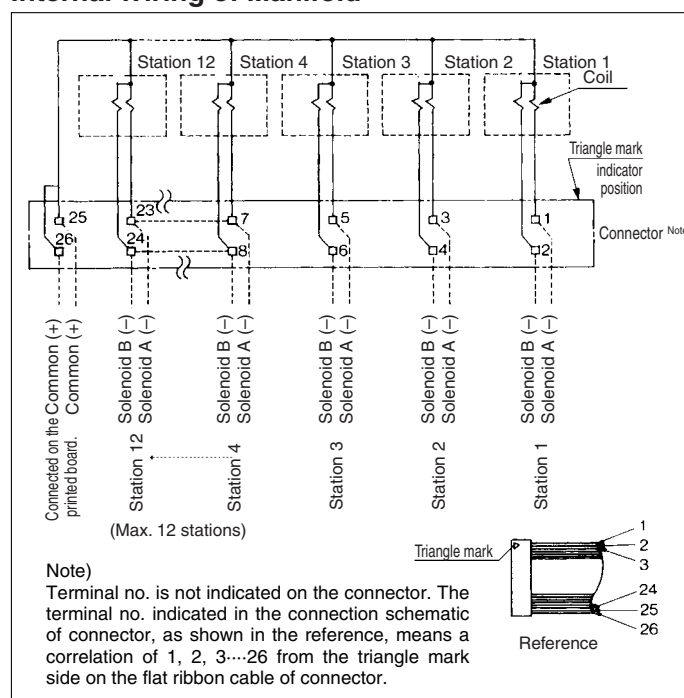 Internal Wiring of Manifold
Station 12 Station 4 Station 3 Station 2 Station 1
Coil
Triangle mark
indicator
position
25 23 7 5 3 1
Connector Note
26 24 8 6 4 2
Connected on the Common (+)
printed board. Common (+)
Solenoid B (–)
Solenoid A (–)
Station 12
Solenoid B (–)
Solenoid A (–)
Station 4
Solenoid B (–)
Solenoid A (–)
Station 3
Solenoid B (–)
Solenoid A (–)
Station 2
Solenoid B (–)
Solenoid A (–)
Station 1
(Max. 12 stations)
Triangle mark
1
2
3
24
25
26
Reference
Note)
Terminal no. is not indicated on the connector. The
terminal no. indicated in the connection schematic
of connector, as shown in the reference, means a
correlation of 1, 2, 3····26 from the triangle mark
side on the flat ribbon cable of connector.